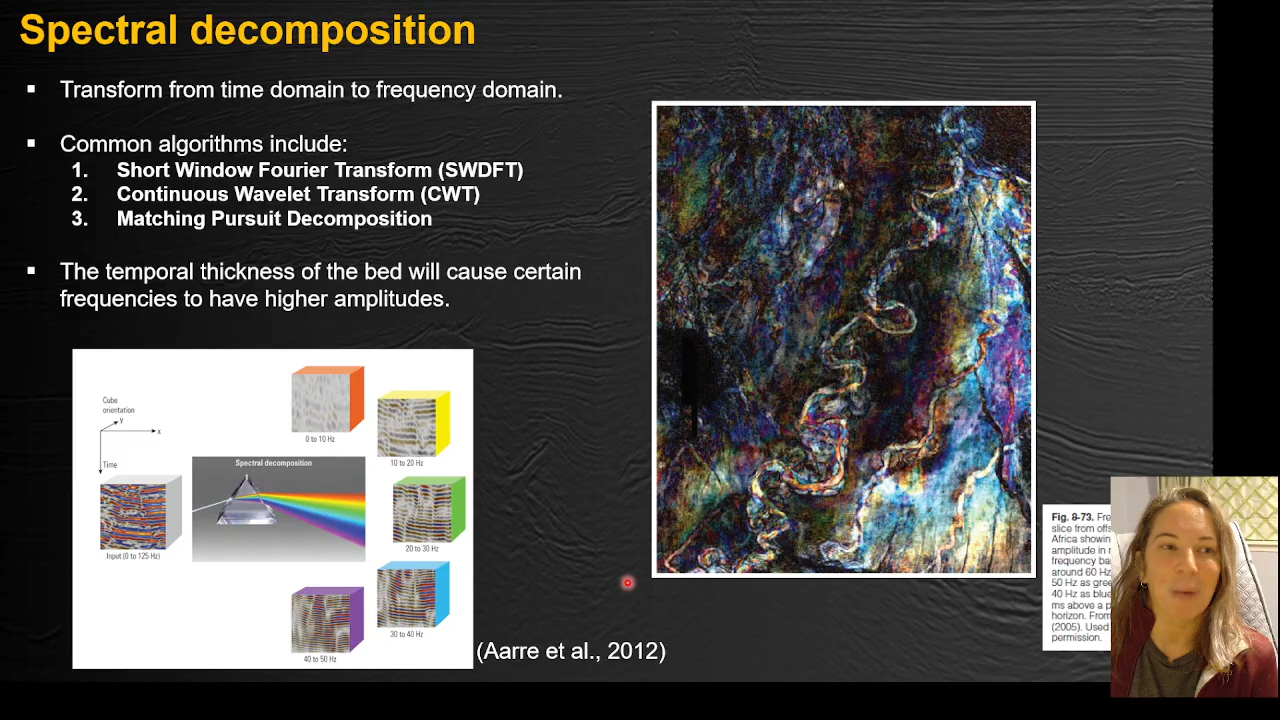 Spectral decomposition
▪ Transform from time domain to frequency domain.
▪ Common algorithms include:
1. Short Window Fourier Transform (SWDFT)
2. Continuous Wavelet Transform (CWT)
3. Matching Pursuit Decomposition
▪ The temporal thickness of the bed will cause certain
frequencies to have higher amplitudes.
Cube
orientation
Y
x
Time
Input (0 to 125 Hz)
Spectral decomposition
0 to 10 Hz
10 to 20 Hz
20 to 30 Hz
30 to 40 Hz
40 to 50 Hz
(Aarre et al., 2012)
Fig. 8-73.
slice from
Africa showin
amplitude in
frequency
around 60 Hz
50 Hz as
40 Hz as blue
ms above a
horizon. From
(2005). Used
permission.